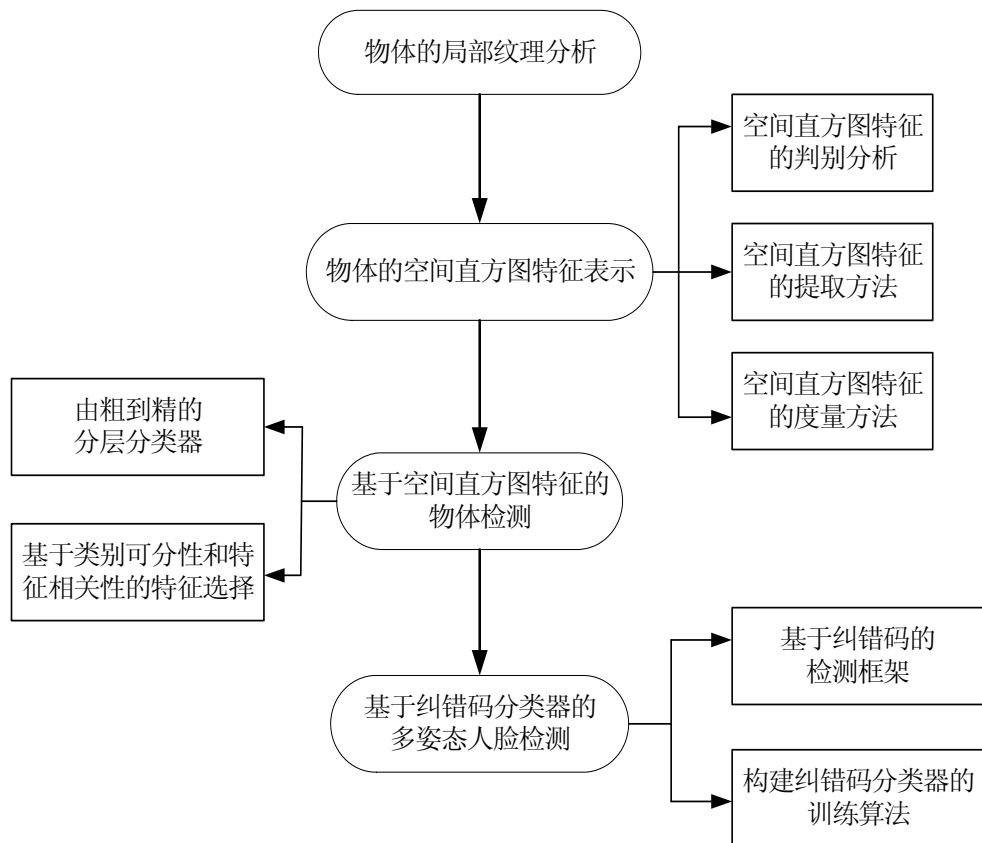 物体的局部纹理分析
空间直方图特征
的判别分析
物体的空间直方图特征表示
空间直方图特征
的提取方法
空间直方图特征
的度量方法
由粗到精的
分层分类器
基于空间直方图特征的
物体检测
基于类别可分性和特
征相关性的特征选择
基于纠错码的
检测框架
基于纠错码分类器的
多姿态人脸检测
构建纠错码分类器的
训练算法